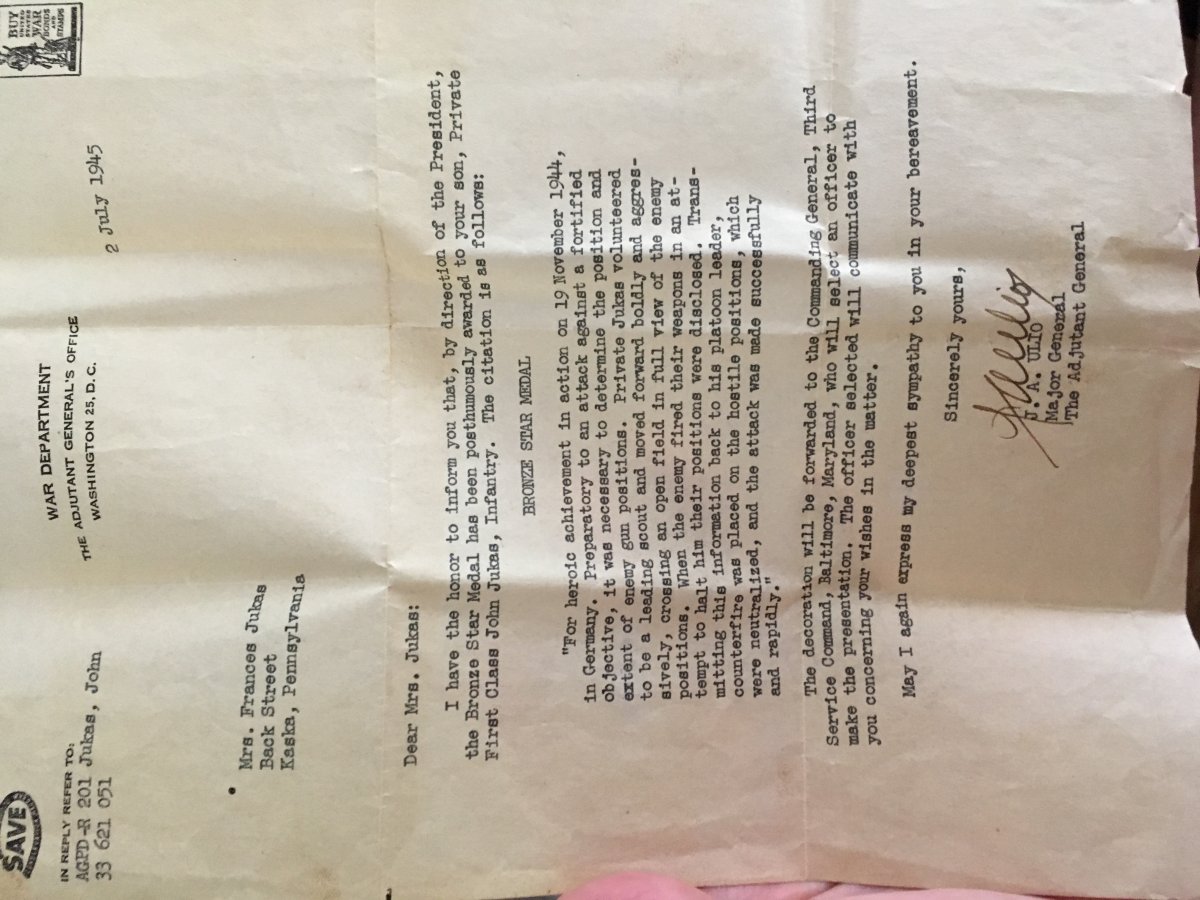 SAVE
BUY
UNITED
STATES
WAR
BONDS
AND
STAMPS
WAR DEPARTMENT
THE ADJUTANT GENERAL'S OFFICE
WASHINGTON 25, D.C.
IN REPLY REFER TO:
AGPD-R 201 Jukas, John
33 621 051
2 July 1945
Mrs. Frances Jukas
Back Street
Kaska, Pennsylvania
Dear Mrs. Jukas:
I have the honor to inform you that, by direction of the President,
the Bronze Star Medal has been posthumously awarded to your son, Private
First Class John Jukas, Infantry. The citation is as follows:
BRONZE STAR MEDAL
"For heroic achievement in action on 19 November 1944,
in Germany. Preparatory to an attack against a fortified
objective, it was necessary to determine the position and
extent of enemy gun positions. Private Jukas volunteered
to be a leading scout and moved forward boldly and aggres-
sively, crossing an open field in full view of the enemy
positions. When the enemy fired their weapons in an at-
tempt to halt him their positions were disclosed. Trans-
mitting this information back to his platoon leader,
counterfire was placed on the hostile positions, which
were neutralized, and the attack was made successfully
and rapidly."
The decoration will be forwarded to the Commanding General, Third
Service Command, Baltimore, Maryland, who will select an officer to
make the presentation. The officer selected will communicate with
you concerning your wishes in the matter.
May I again express my deepest sympathy to you in your bereavement.
Sincerely yours,
J. A. ULIO
Major General
The Adjutant General